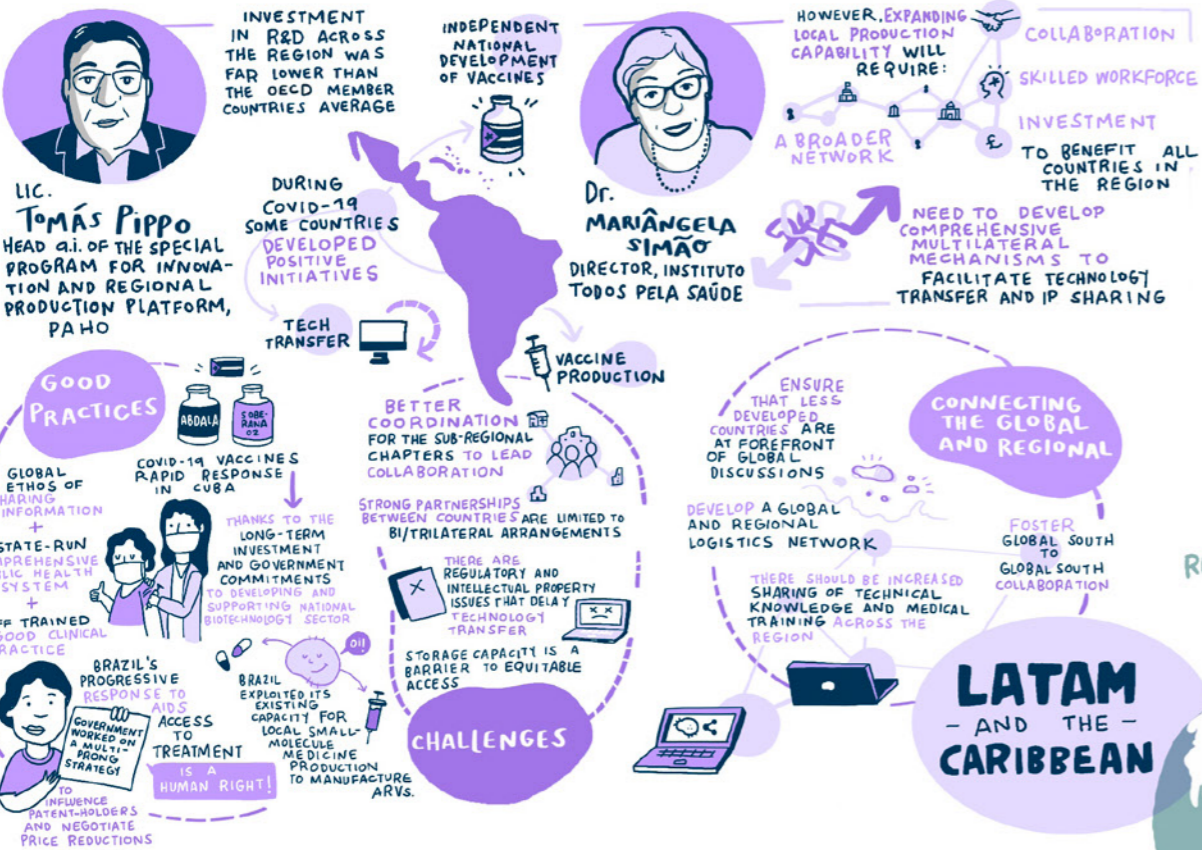 INVESTMENT
IN R&D ACROSS
THE REGION WAS
FAR LOWER THAN
THE OECD MEMBER
COUNTRIES AVERAGE
LIC.
TOMÁS PIPPO
HEAD a.i. OF THE SPECIAL
PROGRAM FOR INNOVA-
TION AND REGIONAL
PRODUCTION PLATFORM,
PAHO
INDEPENDENT
NATIONAL
DEVELOPMENT
OF VACCINES
DURING
COVID-19
SOME COUNTRIES
DEVELOPED
POSITIVE
INITIATIVES
TECH
TRANSFER
VACCINE
PRODUCTION
Dr.
MARIÂNGELA
SIMÃO
DIRECTOR, INSTITUTO
TODOS PELA SAÚDE
HOWEVER, EXPANDING
LOCAL PRODUCTION
CAPABILITY WILL
REQUIRE:
A BROADER
NETWORK
COLLABORATION
SKILLED WORKFORCE
£
INVESTMENT
TO BENEFIT ALL
COUNTRIES IN
THE REGION
NEED TO DEVELOP
COMPREHENSIVE
MULTILATERAL
MECHANISMS TO
FACILITATE TECHNOLOGY
TRANSFER AND IP SHARING
GOOD
PRACTICES
ABDALA
SOBE-
RANA
02
COVID-19 VACCINES
RAPID RESPONSE
IN CUBA
GLOBAL
ETHOS OF
HARING
INFORMATION
+
STATE-RUN
MPREHENSIVE
LIC HEALTH
YSTEM
+
FF TRAINED
GOOD CLINICAL
RACTICE
THANKS TO THE
LONG-TERM
INVESTMENT
AND GOVERNMENT
COMMITMENTS
TO DEVELOPING AND
SUPPORTING NATIONAL
BIOTECHNOLOGY SECTOR
BRAZIL'S
PROGRESSIVE
RESPONSE TO
AIDS
GOVERNMENT
WORKED ON
A MULTI-
PRONG
STRATEGY
TO
INFLUENCE
PATENT-HOLDERS
AND NEGOTIATE
PRICE REDUCTIONS
ACCESS
TO
TREATMENT
IS A
HUMAN RIGHT!
OI!
BRAZIL
EXPLOITED ITS
EXISTING
CAPACITY FOR
LOCAL SMALL-
MOLECULE
MEDICINE
PRODUCTION
TO MANUFACTURE
ARVs.
BETTER
COORDINATION
FOR THE SUB-REGIONAL
CHAPTERS TO LEAD
COLLABORATION
STRONG PARTNERSHIPS
BETWEEN COUNTRIES ARE LIMITED TO
BI/TRILATERAL ARRANGEMENTS
THERE ARE
REGULATORY AND
INTELLECTUAL PROPERTY
ISSUES THAT DELAY
TECHNOLOGY
TRANSFER
STORAGE CAPACITY IS A
BARRIER TO EQUITABLE
ACCESS
CHALLENGES
CONNECTING
THE GLOBAL
AND REGIONAL
ENSURE
THAT LESS
DEVELOPED
COUNTRIES ARE
AT FOREFRONT
OF GLOBAL
DISCUSSIONS
DEVELOP A GLOBAL
AND REGIONAL
LOGISTICS NETWORK
FOSTER
GLOBAL SOUTH
TO
GLOBAL SOUTH
COLLABORATION
THERE SHOULD BE INCREASED
SHARING OF TECHNICAL
KNOWLEDGE AND MEDICAL
TRAINING ACROSS THE
REGION
LATAM
- AND THE -
CARIBBEAN